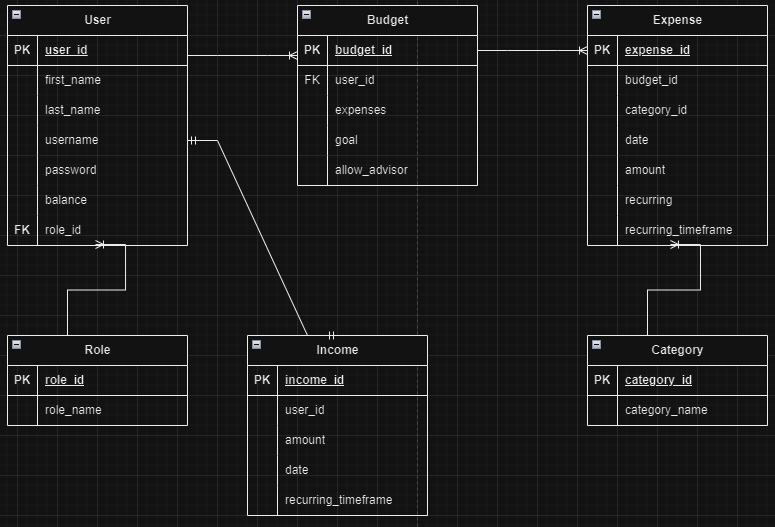 User
PK user_id
first_name
last_name
username
password
balance
FK role_id
Budget
PK budget_id
FK user_id
expenses
goal
allow_advisor
Expense
PK expense_id
budget_id
category_id
date
amount
recurring
recurring_timeframe
Role
PK role_id
role_name
Income
PK income_id
user_id
amount
date
recurring_timeframe
Category
PK category_id
category_name